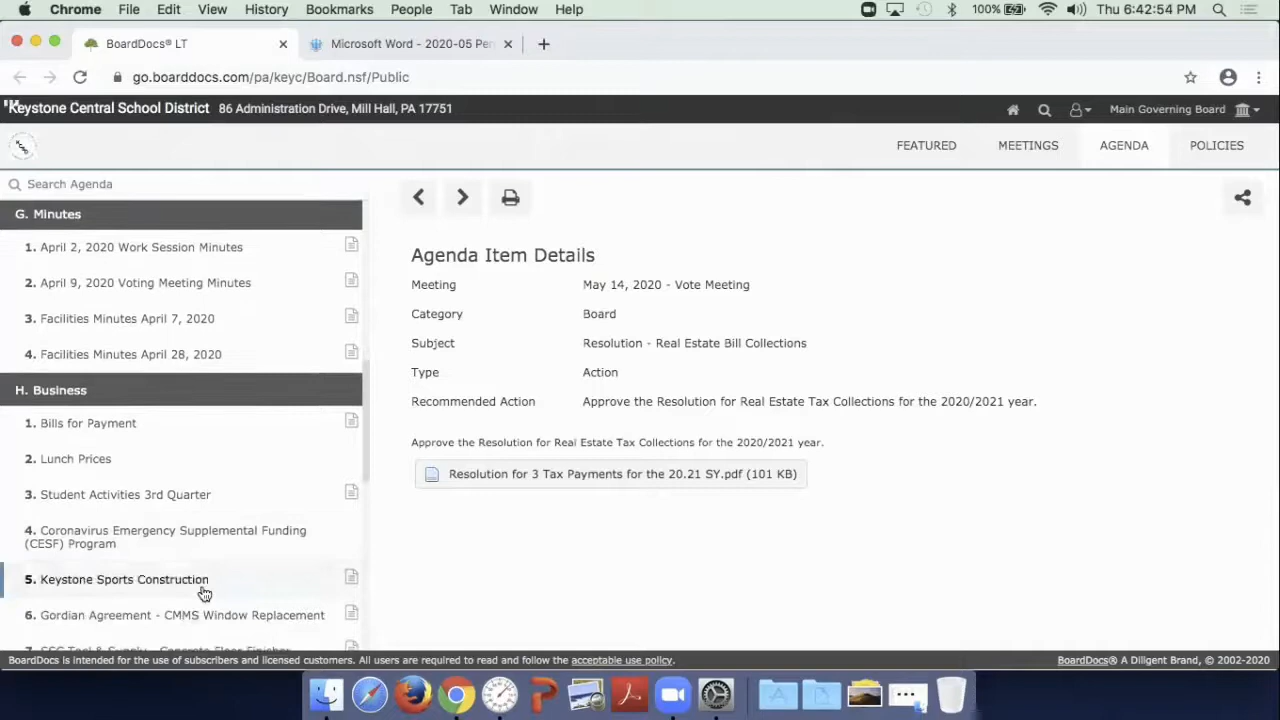 Chrome File Edit View History Bookmarks People Tab Window Help 100% Thu 6:42:54 PM
BoardDocs® LT Microsoft Word - 2020-05 Per
go.boarddocs.com/pa/keyc/Board.nsf/Public
Keystone Central School District 86 Administration Drive, Mill Hall, PA 17751 Main Governing Board
FEATURED MEETINGS AGENDA POLICIES
Search Agenda
G. Minutes
1. April 2, 2020 Work Session Minutes
2. April 9, 2020 Voting Meeting Minutes
3. Facilities Minutes April 7, 2020
4. Facilities Minutes April 28, 2020
H. Business
1. Bills for Payment
2. Lunch Prices
3. Student Activities 3rd Quarter
4. Coronavirus Emergency Supplemental Funding
(CESF) Program
5. Keystone Sports Construction
6. Gordian Agreement - CMMS Window Replacement
Agenda Item Details
Meeting May 14, 2020 - Vote Meeting
Category Board
Subject Resolution - Real Estate Bill Collections
Type Action
Recommended Action Approve the Resolution for Real Estate Tax Collections for the 2020/2021 year.
Approve the Resolution for Real Estate Tax Collections for the 2020/2021 year.
Resolution for 3 Tax Payments for the 20.21 SY.pdf (101 KB)
BoardDocs is intended for the use of subscribers and licensed customers. All users are required to read and follow the acceptable use policy. BoardDocs® A Diligent Brand, © 2002-2020